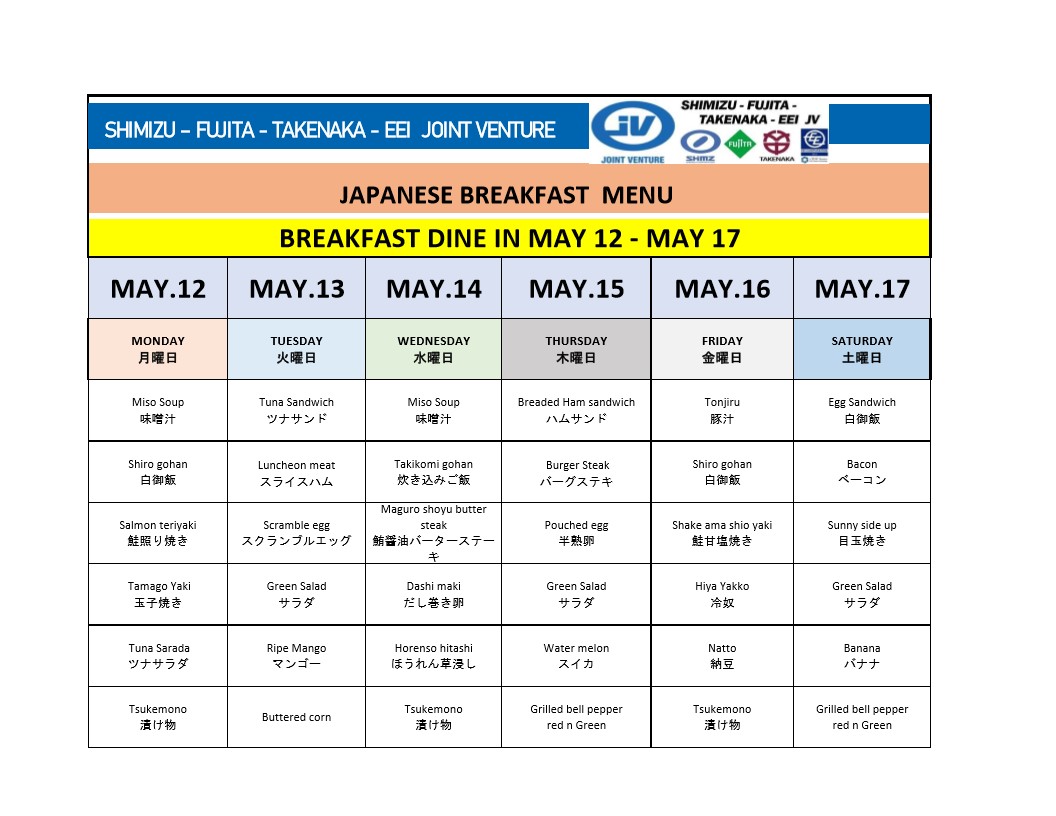 SHIMIZU – FUJITA - TAKENAKA - EEI JOINT VENTURE
JV
JOINT VENTURE
SHIMIZU - FUJITA -
TAKENAKA - EEI JV
SHMZ
FUJITA
TAKENAKA
JAPANESE BREAKFAST MENU
BREAKFAST DINE IN MAY 12 - MAY 17
MAY.12
MAY.13
MAY.14
MAY.15
MAY.16
MAY.17
MONDAY
月曜日
TUESDAY
火曜日
WEDNESDAY
水曜日
THURSDAY
木曜日
FRIDAY
金曜日
SATURDAY
土曜日
Miso Soup
味噌汁
Tuna Sandwich
ツナサンド
Miso Soup
味噌汁
Breaded Ham sandwich
ハムサンド
Tonjiru
豚汁
Egg Sandwich
白御飯
Shiro gohan
白御飯
Luncheon meat
スライスハム
Takikomi gohan
炊き込みご飯
Burger Steak
バーグステキ
Shiro gohan
白御飯
Bacon
ベーコン
Salmon teriyaki
鮭照り焼き
Scramble egg
スクランブルエッグ
Maguro shoyu butter
steak
鮪醤油バーターステー
キ
Pouched egg
半熟卵
Shake ama shio yaki
鮭甘塩焼き
Sunny side up
目玉焼き
Tamago Yaki
玉子焼き
Green Salad
サラダ
Dashi maki
だし巻き卵
Green Salad
サラダ
Hiya Yakko
冷奴
Green Salad
サラダ
Tuna Sarada
ツナサラダ
Ripe Mango
マンゴー
Horenso hitashi
ほうれん草浸し
Water melon
スイカ
Natto
納豆
Banana
バナナ
Tsukemono
漬け物
Buttered corn
Tsukemono
漬け物
Grilled bell pepper
red n Green
Tsukemono
漬け物
Grilled bell pepper
red n Green